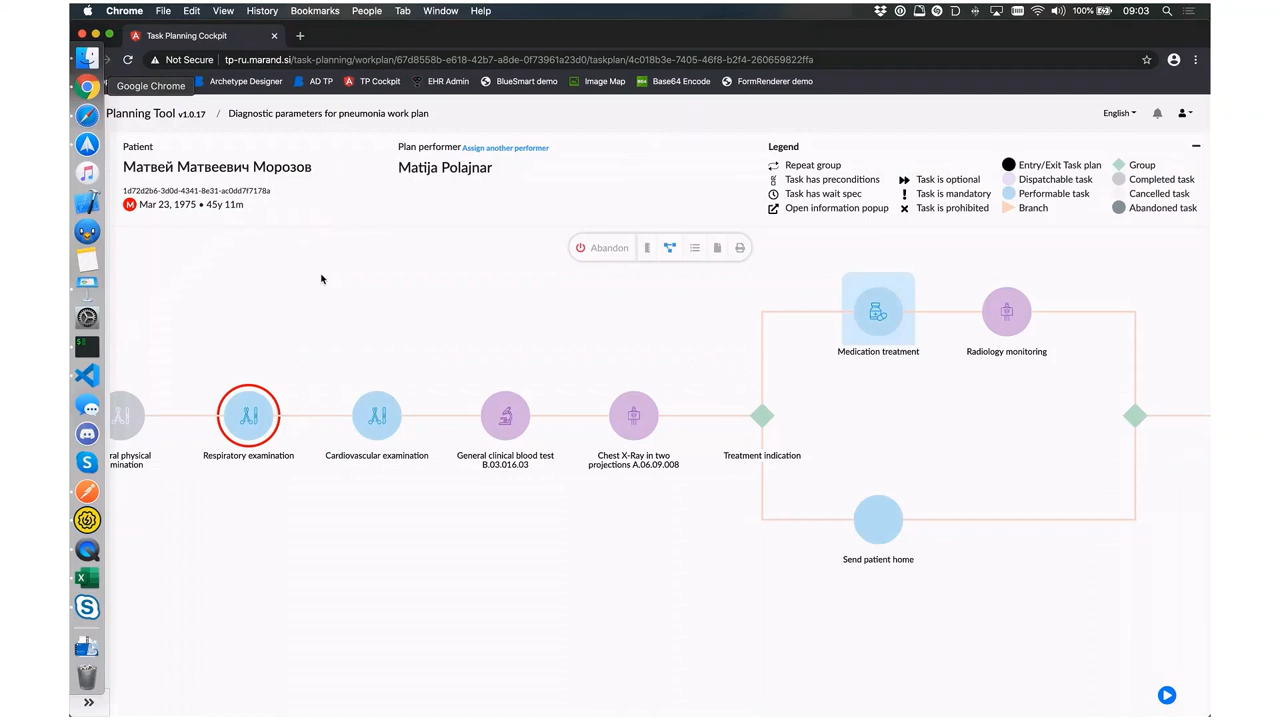 Chrome File Edit View History Bookmarks People Tab Window Help 100% 09:03
Task Planning Cockpit
Not Secure tp-ru.marand.si/task-planning/workplan/67d8558b-e618-42b7-a8de-0f73961a23d0/taskplan/4c018b3e-7405-46f8-b2f4-260659822ffa
Google Chrome Archetype Designer AD TP TP Cockpit EHR Admin BlueSmart demo Image Map Base64 Encode FormRenderer demo
Planning Tool v1.0.17 / Diagnostic parameters for pneumonia work plan English
Patient
Матвей Матвеевич Морозов
1d72d2b6-3d0d-4341-8e31-ac0dd7f7178a
M Mar 23, 1975 • 45y 11m
Plan performer Assign another performer
Matija Polajnar
Legend
Repeat group Entry/Exit Task plan Group
Task has preconditions Task is optional Dispatchable task Completed task
Task has wait spec Task is mandatory Performable task Cancelled task
Open information popup Task is prohibited Branch Abandoned task
Abandon
Medication treatment
Radiology monitoring
ral physical
mination
Respiratory examination
Cardiovascular examination
General clinical blood test
B.03.016.03
Chest X-Ray in two
projections A.06.09.008
Treatment indication
Send patient home